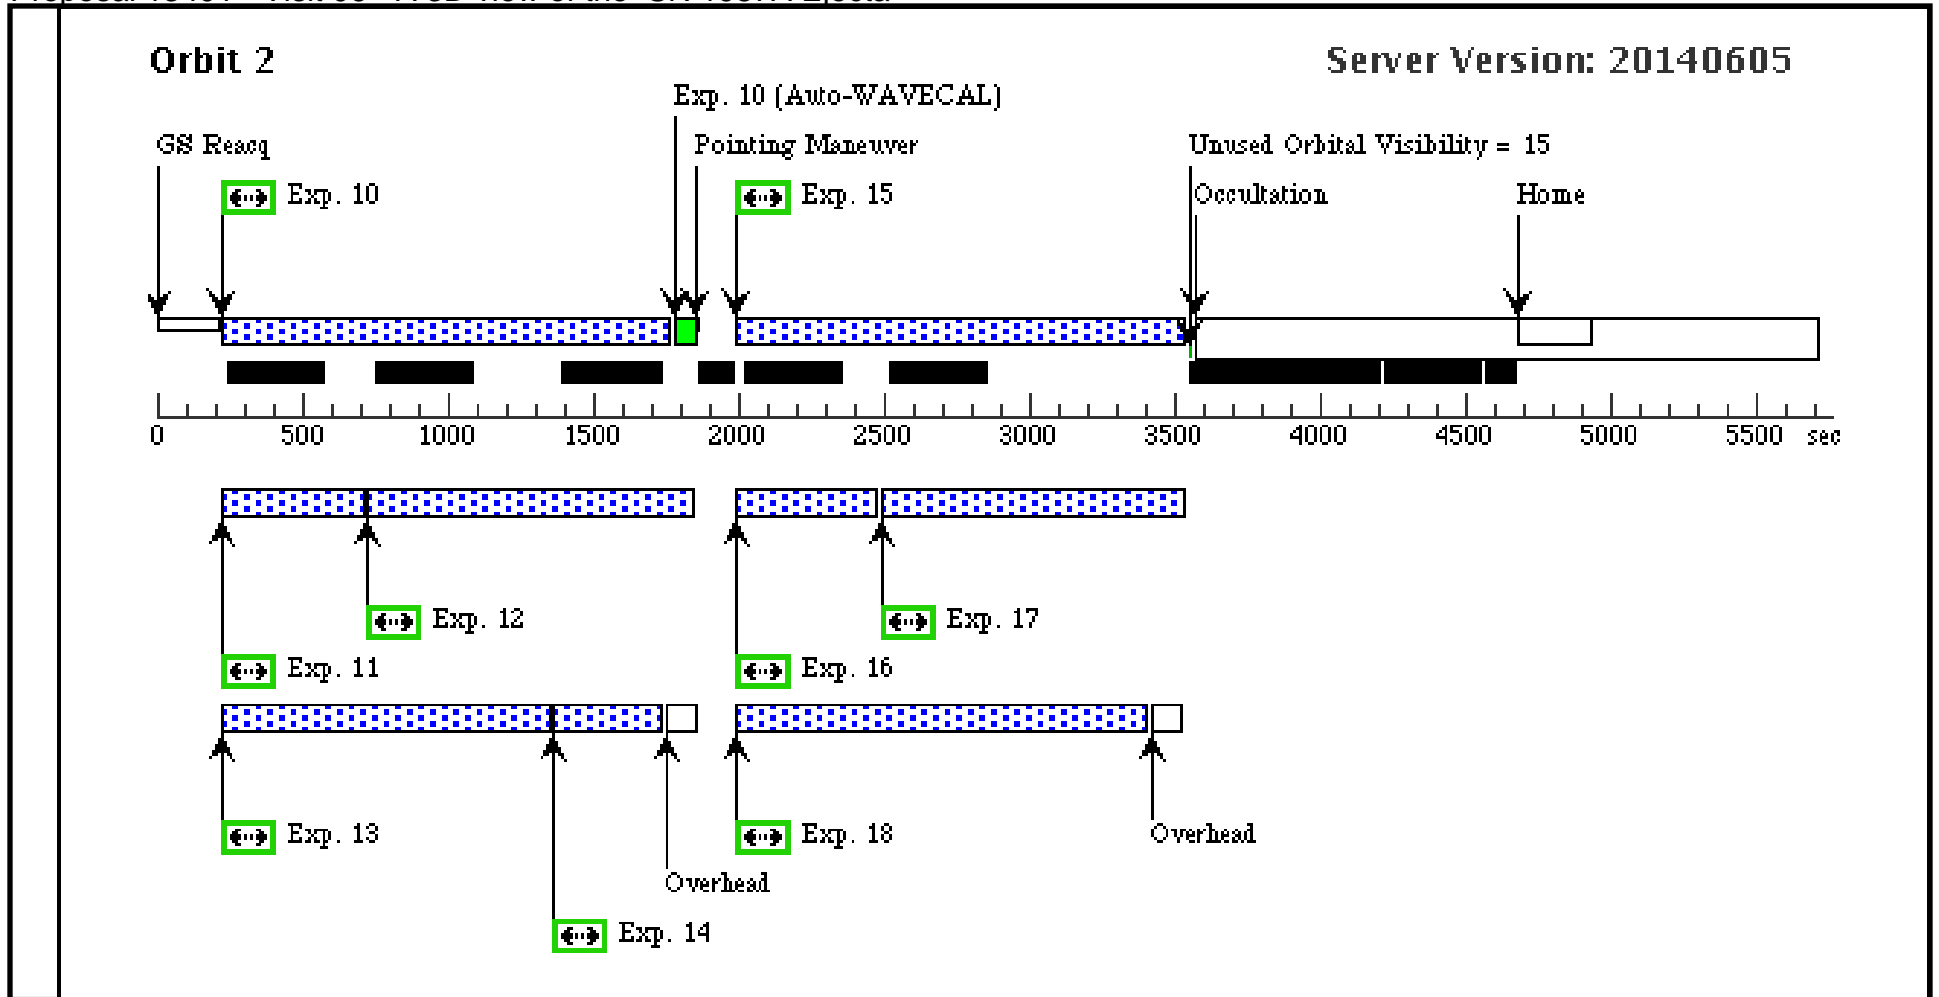 Orbit 2
Server Version: 20140605
Exp. 10 (Auto-WAVECAL)
GS Reacq
Pointing Maneuver
Unused Orbital Visibility = 15
Exp. 10
Exp. 15
Occultation
Home
0 500 1000 1500 2000 2500 3000 3500 4000 4500 5000 5500 sec
Exp. 12
Exp. 17
Exp. 11
Exp. 16
Exp. 13
Exp. 18
Overhead
Overhead
Exp. 14